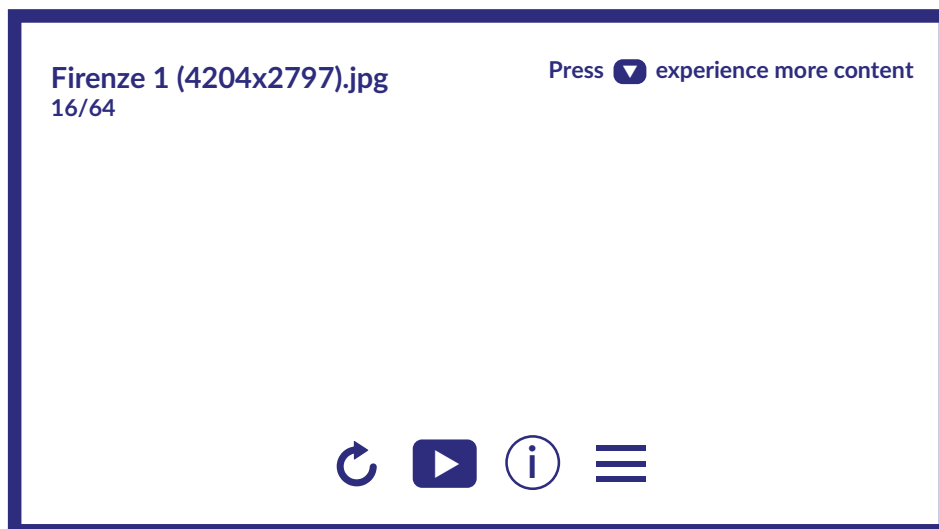 Firenze 1 (4204x2797).jpg
16/64
Press ▼ experience more content